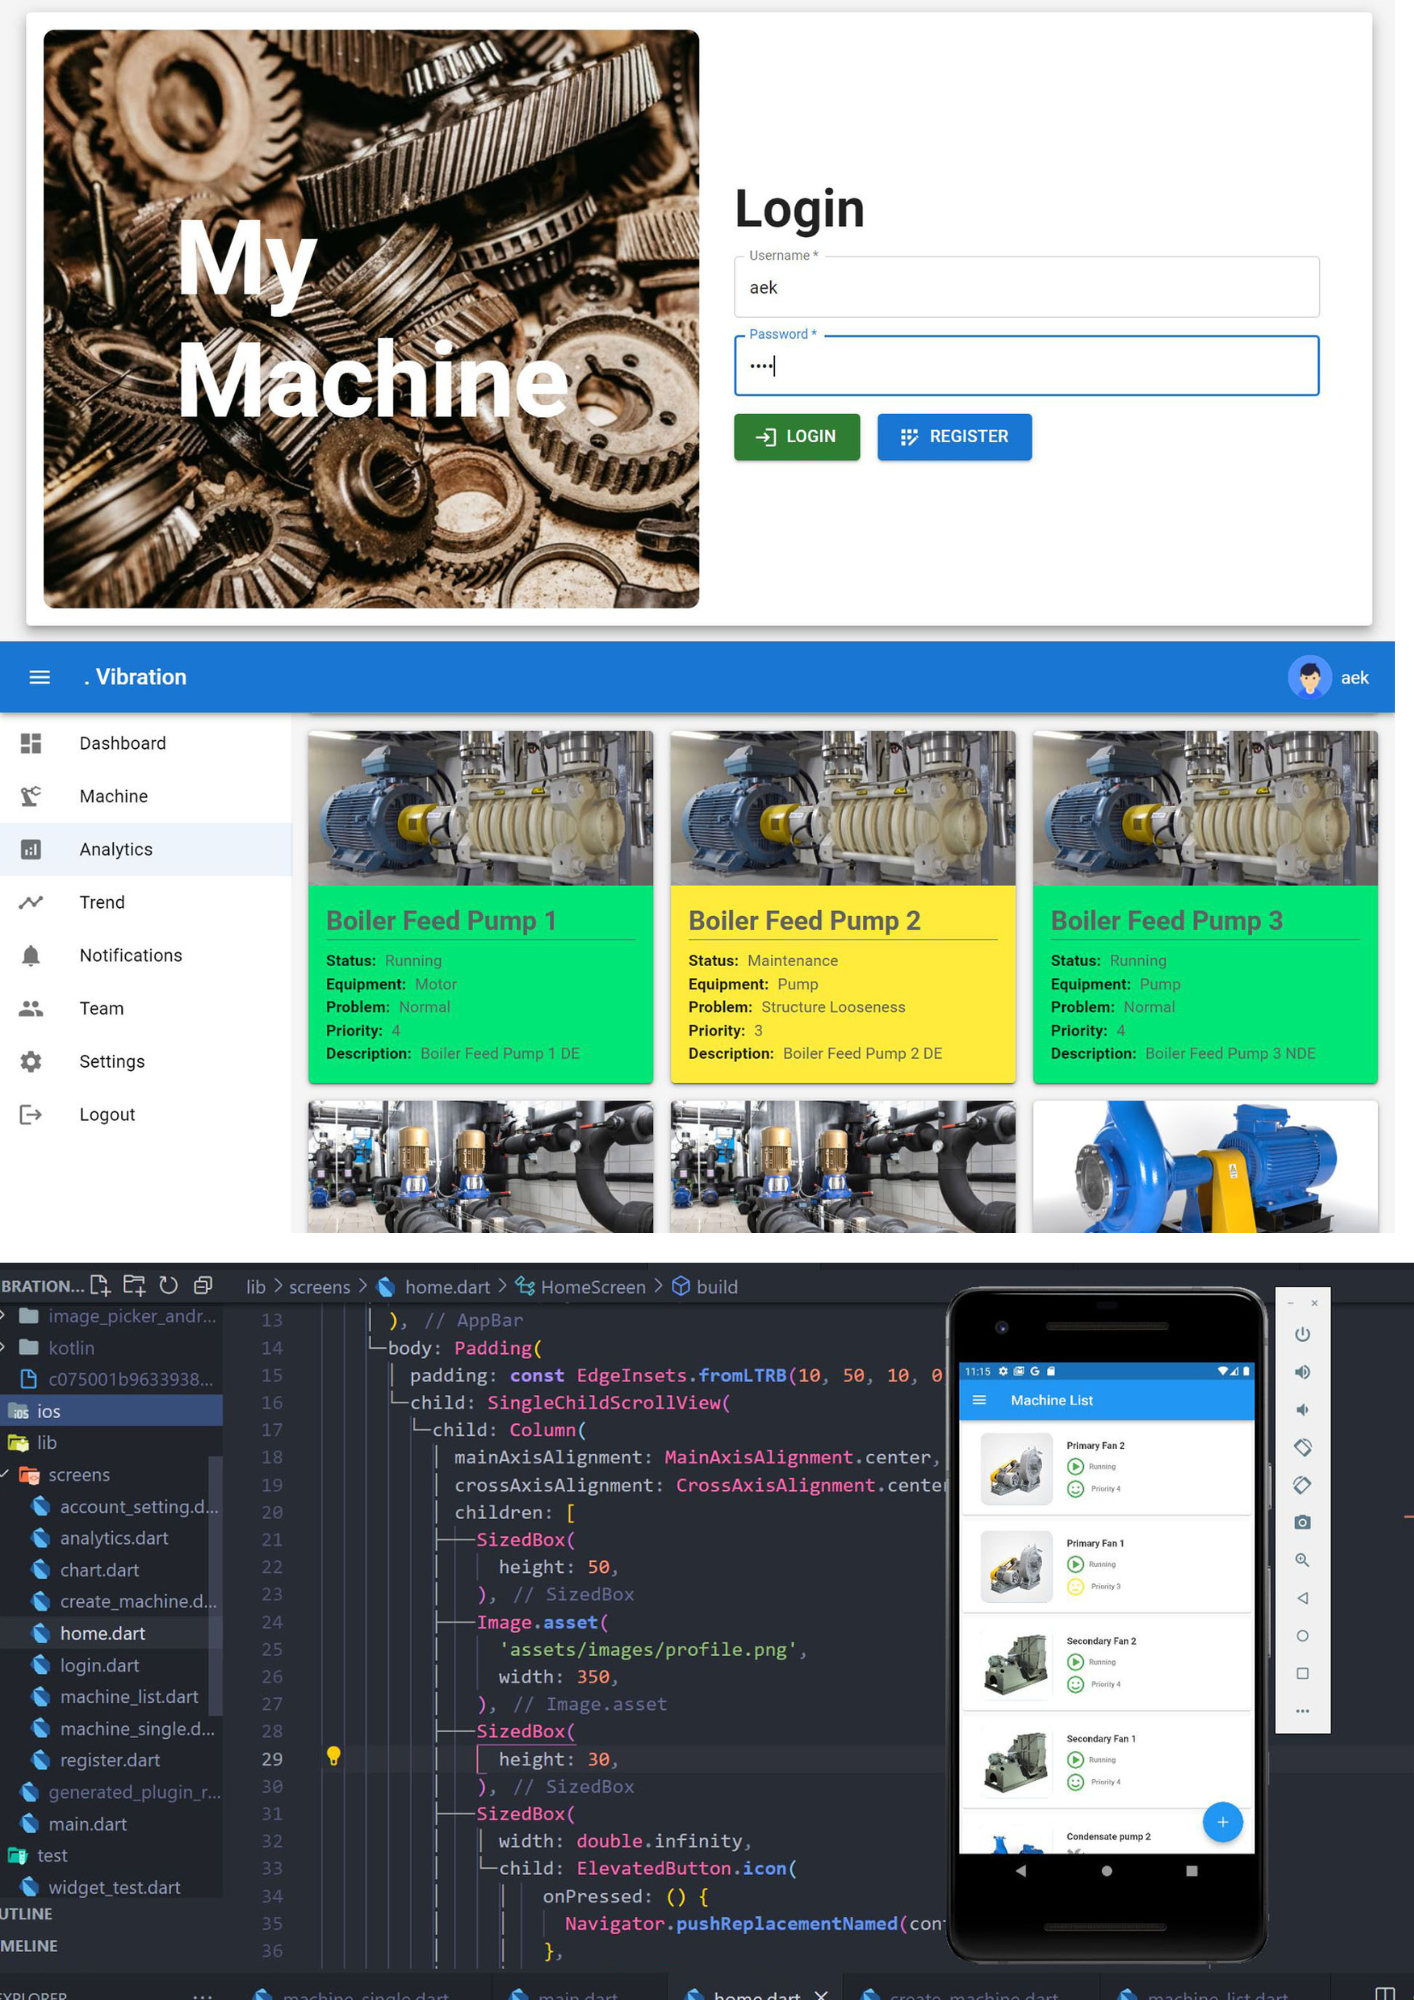 My
Machine
Login
Username *
aek
Password *
••••
LOGIN
REGISTER
. Vibration
aek
Dashboard
Machine
Analytics
Trend
Notifications
Team
Settings
Logout
Boiler Feed Pump 1
Status: Running
Equipment: Motor
Problem: Normal
Priority: 4
Description: Boiler Feed Pump 1 DE
Boiler Feed Pump 2
Status: Maintenance
Equipment: Pump
Problem: Structure Looseness
Priority: 3
Description: Boiler Feed Pump 2 DE
Boiler Feed Pump 3
Status: Running
Equipment: Pump
Problem: Normal
Priority: 4
Description: Boiler Feed Pump 3 NDE
BRATION...
image_picker_andr...
kotlin
c075001b9633938...
ios
lib
screens
account_setting.d...
analytics.dart
chart.dart
create_machine.d...
home.dart
login.dart
machine_list.dart
machine_single.d...
register.dart
generated_plugin_r...
main.dart
test
widget_test.dart
UTLINE
MELINE
EXPLORER
lib > screens > home.dart > HomeScreen > build
13 ), // AppBar
14 body: Padding(
15 padding: const EdgeInsets.fromLTRB(10, 50, 10, 0
16 child: SingleChildScrollView(
17 child: Column(
18 mainAxisAlignment: MainAxisAlignment.center,
19 crossAxisAlignment: CrossAxisAlignment.center
20 children: [
21 SizedBox(
22 height: 50,
23 ), // SizedBox
24 Image.asset(
25 'assets/images/profile.png',
26 width: 350,
27 ), // Image.asset
28 SizedBox(
29 height: 30,
30 ), // SizedBox
31 SizedBox(
32 width: double.infinity,
33 child: ElevatedButton.icon(
34 onPressed: () {
35 Navigator.pushReplacementNamed(con
36 },
11:15
Machine List
Primary Fan 2
Running
Priority 4
Primary Fan 1
Running
Priority 3
Secondary Fan 2
Running
Priority 4
Secondary Fan 1
Running
Priority 4
Condensate pump 2
machine_single.dart
main.dart
home.dart
create_machine.dart
machine_list.dart